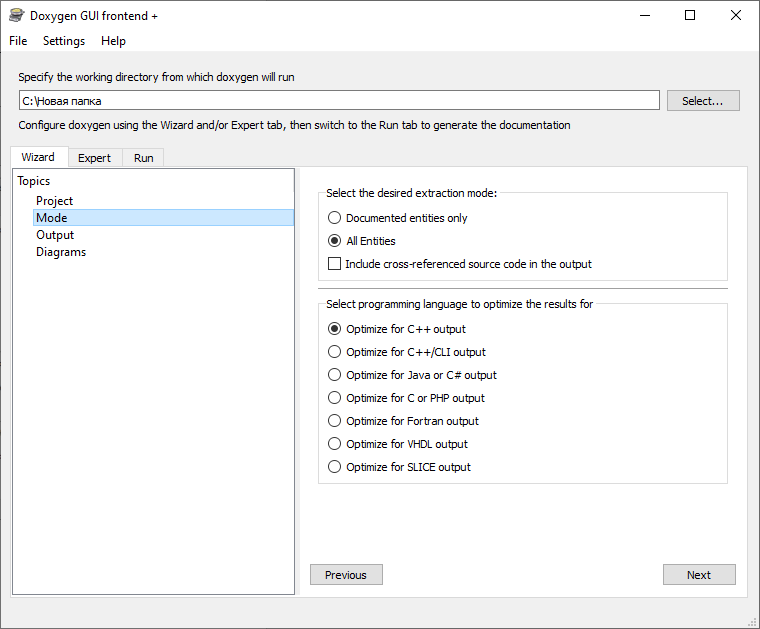 Doxygen GUI frontend +
File Settings Help
Specify the working directory from which doxygen will run
C:\Новая папка
Select...
Configure doxygen using the Wizard and/or Expert tab, then switch to the Run tab to generate the documentation
Wizard Expert Run
Topics
Project
Mode
Output
Diagrams
Select the desired extraction mode:
Documented entities only
All Entities
Include cross-referenced source code in the output
Select programming language to optimize the results for
Optimize for C++ output
Optimize for C++/CLI output
Optimize for Java or C# output
Optimize for C or PHP output
Optimize for Fortran output
Optimize for VHDL output
Optimize for SLICE output
Previous
Next